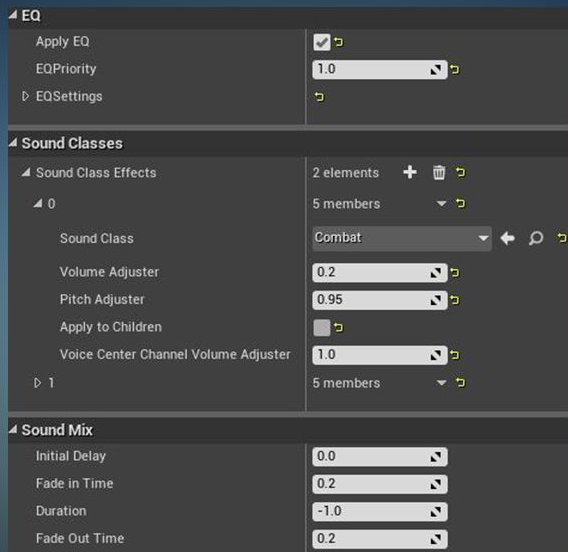 EQ
Apply EQ
EQPriority 1.0
EQSettings
Sound Classes
Sound Class Effects 2 elements
0 5 members
Sound Class Combat
Volume Adjuster 0.2
Pitch Adjuster 0.95
Apply to Children
Voice Center Channel Volume Adjuster 1.0
1 5 members
Sound Mix
Initial Delay 0.0
Fade in Time 0.2
Duration -1.0
Fade Out Time 0.2